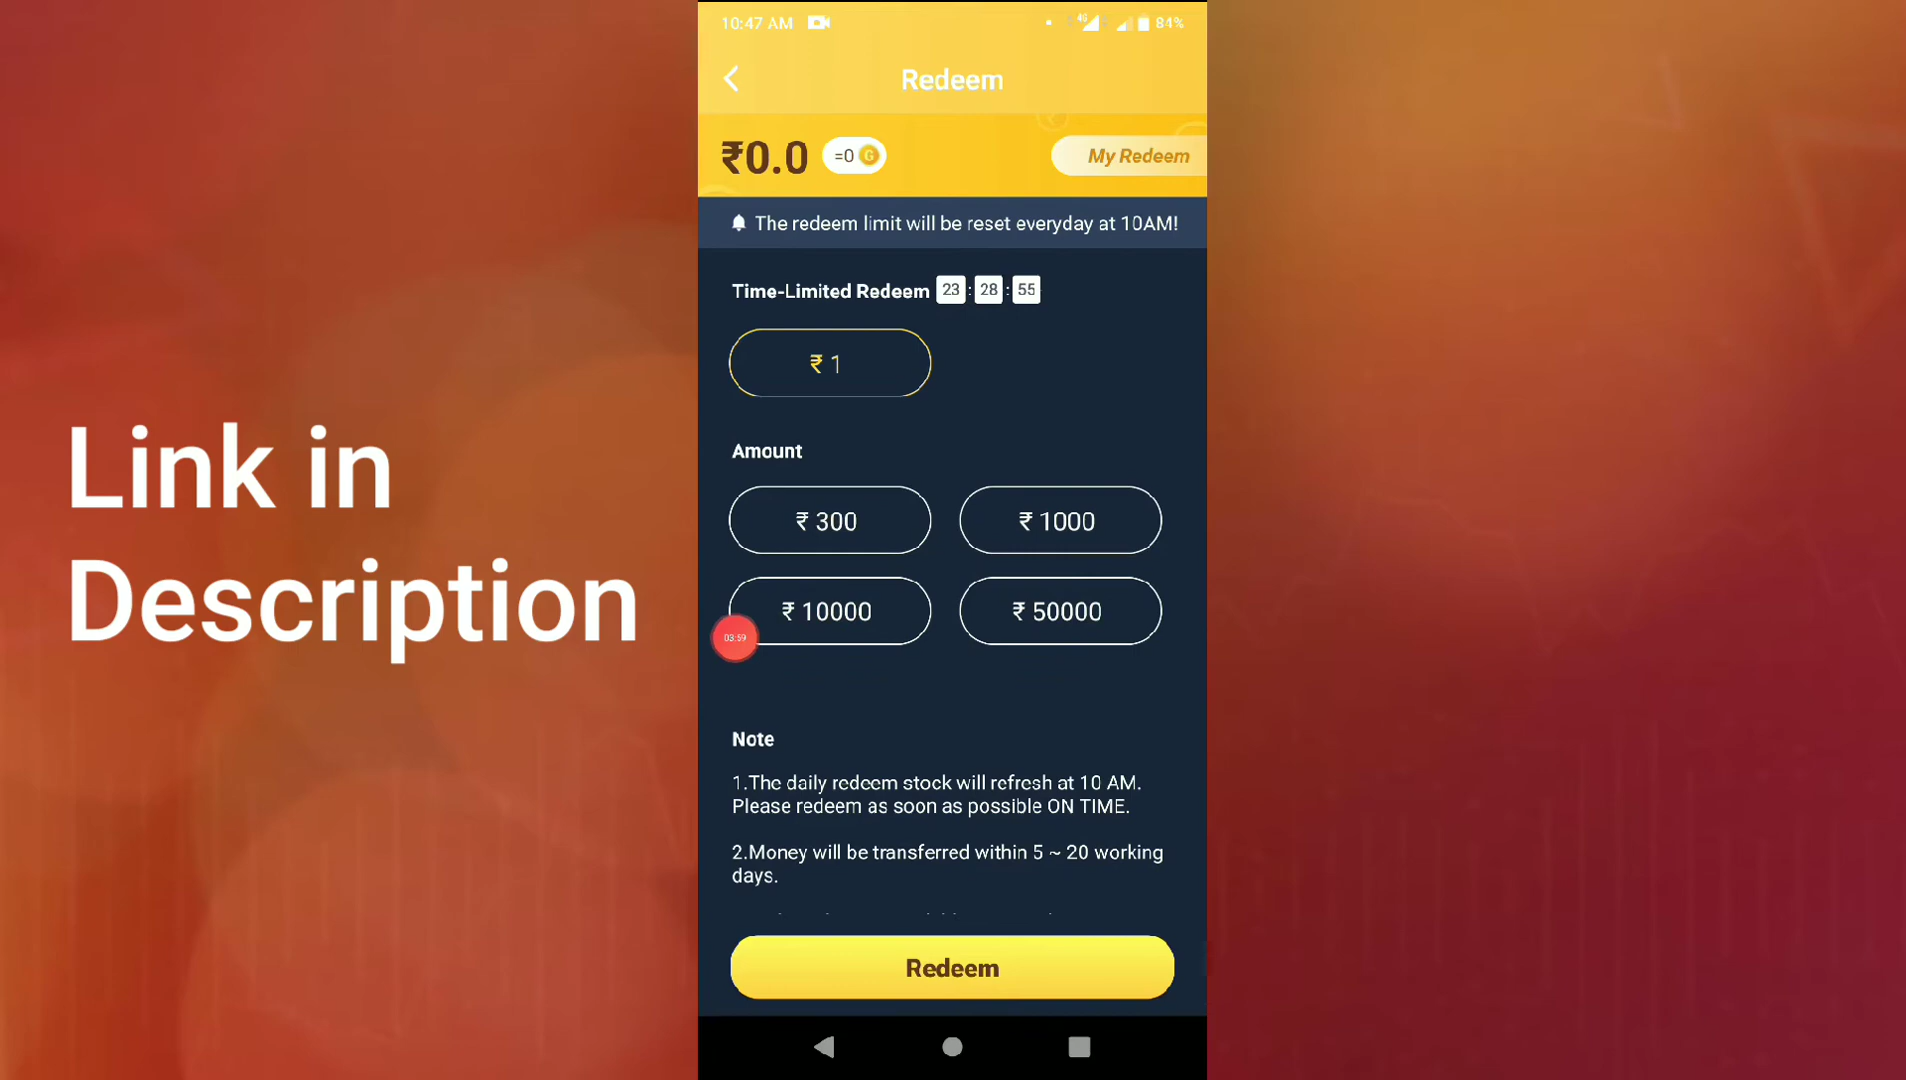 10:47 AM 4G 84%
Redeem
₹0.0 =0 G My Redeem
The redeem limit will be reset everyday at 10AM!
Time-Limited Redeem 23 : 28 : 55
₹ 1
Amount
₹ 300 ₹ 1000
₹ 10000 ₹ 50000
03:59
Link in
Description
Note
1.The daily redeem stock will refresh at 10 AM.
Please redeem as soon as possible ON TIME.
2.Money will be transferred within 5 ~ 20 working
days.
Redeem